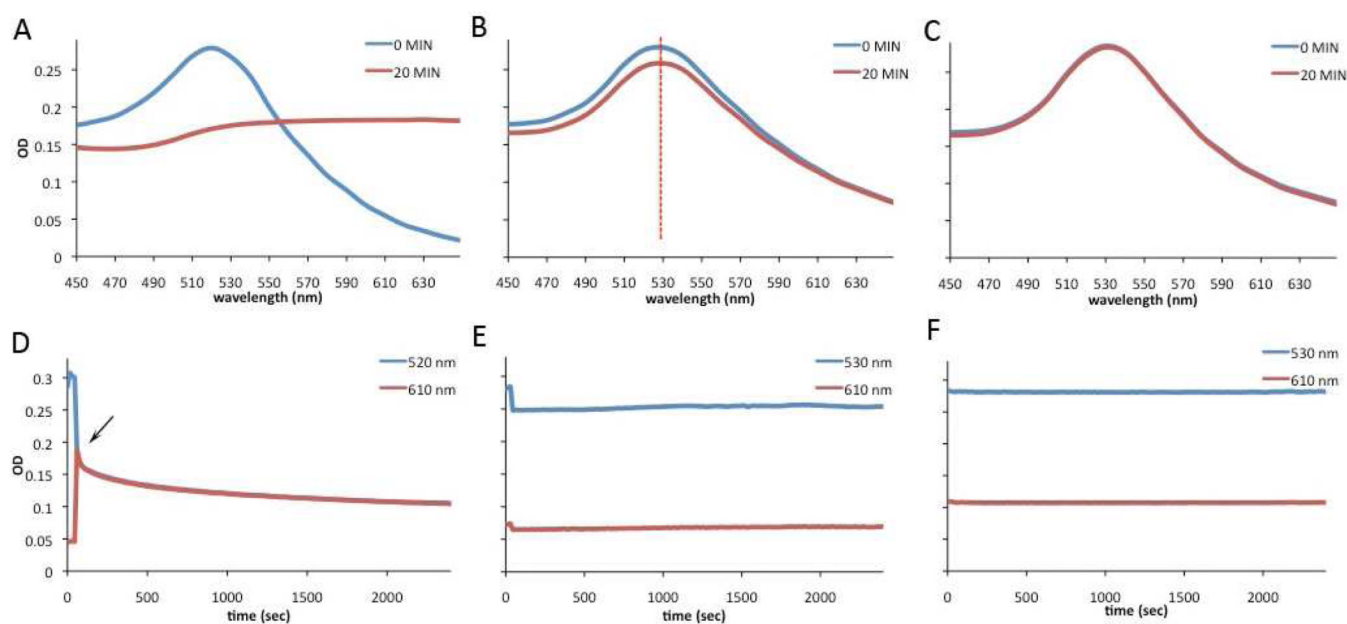 A
B
C
0 MIN
20 MIN
0 MIN
20 MIN
0 MIN
20 MIN
OD
0.25
0.2
0.15
0.1
0.05
0
450 470 490 510 530 550 570 590 610 630
450 470 490 510 530 550 570 590 610 630
450 470 490 510 530 550 570 590 610 630
wavelength (nm)
wavelength (nm)
wavelength (nm)
D
E
F
520 nm
610 nm
530 nm
610 nm
530 nm
610 nm
OD
0.3
0.25
0.2
0.15
0.1
0.05
0
0 500 1000 1500 2000
0 500 1000 1500 2000
0 500 1000 1500 2000
time (sec)
time (sec)
time (sec)